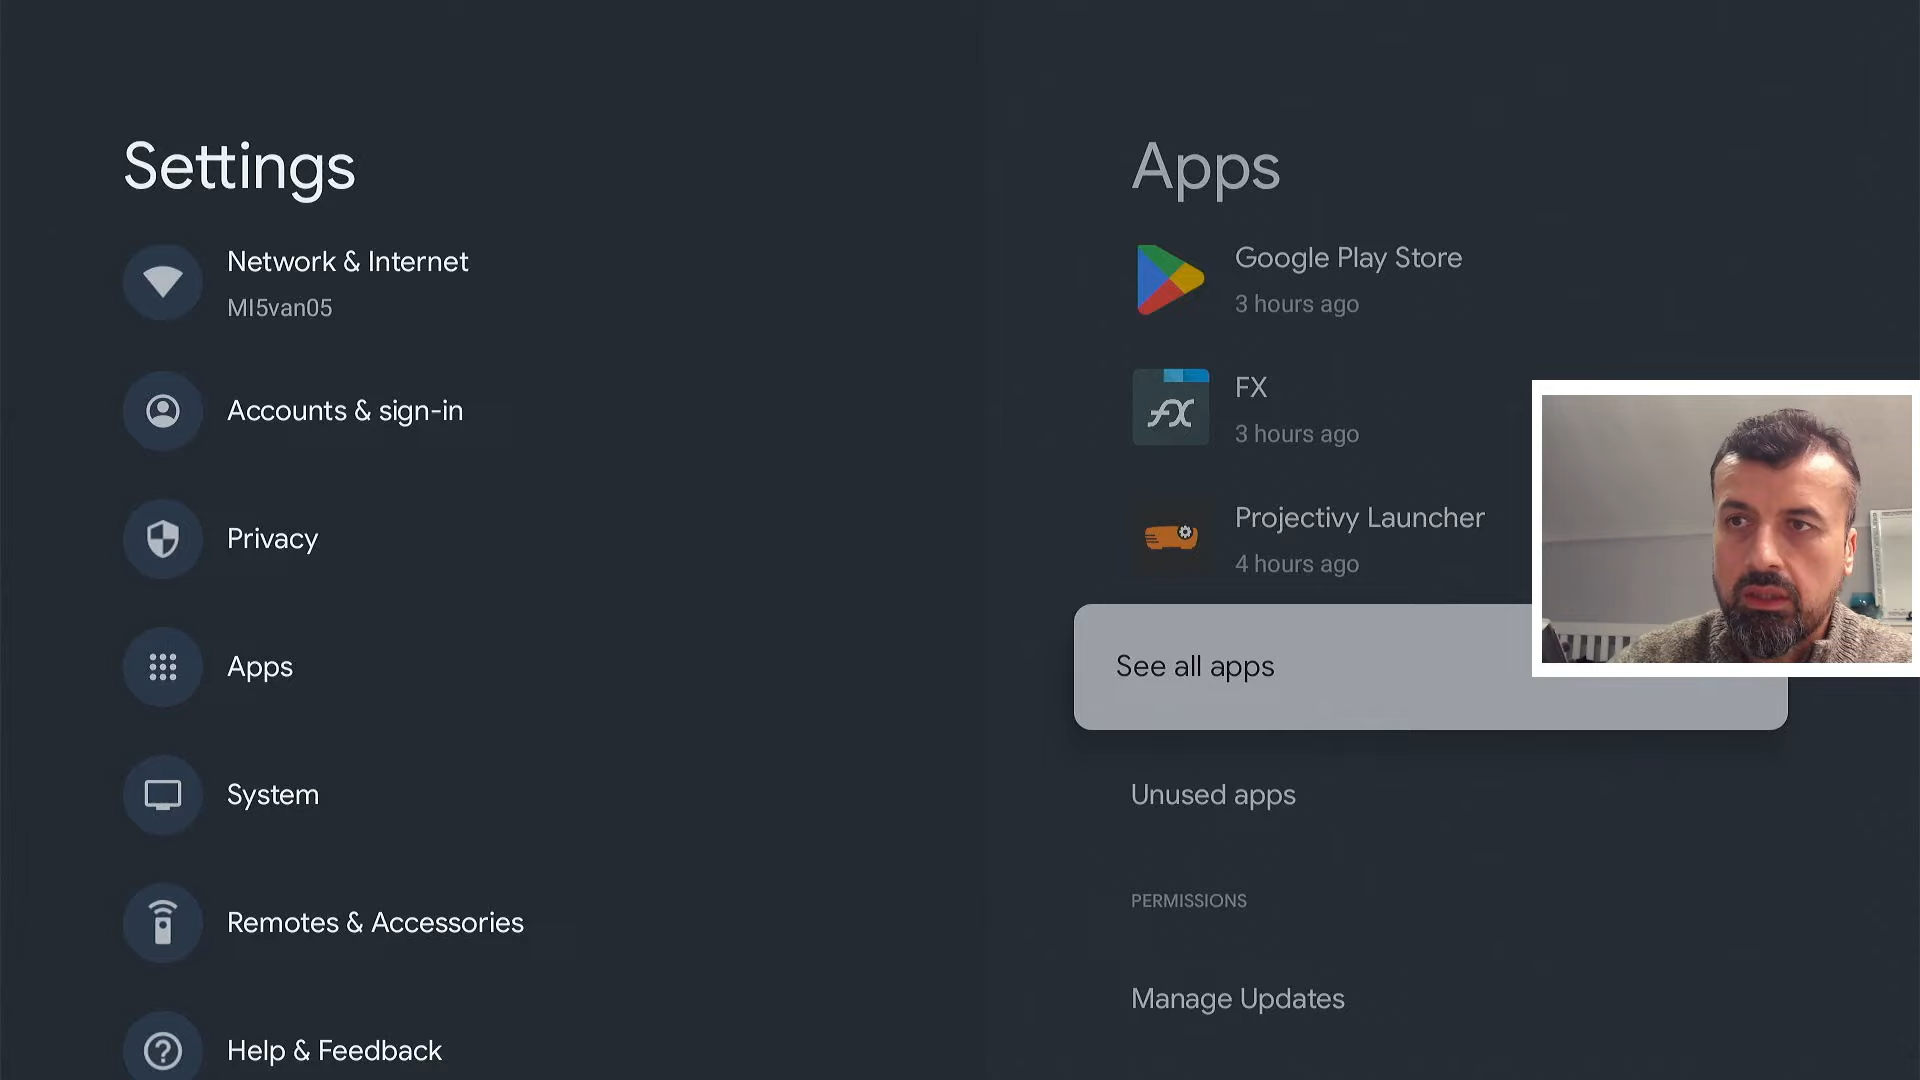 Settings
Network & Internet
MI5van05
Accounts & sign-in
Privacy
Apps
System
Remotes & Accessories
Help & Feedback
Apps
Google Play Store
3 hours ago
FX
FX
3 hours ago
Projectivy Launcher
4 hours ago
See all apps
Unused apps
PERMISSIONS
Manage Updates